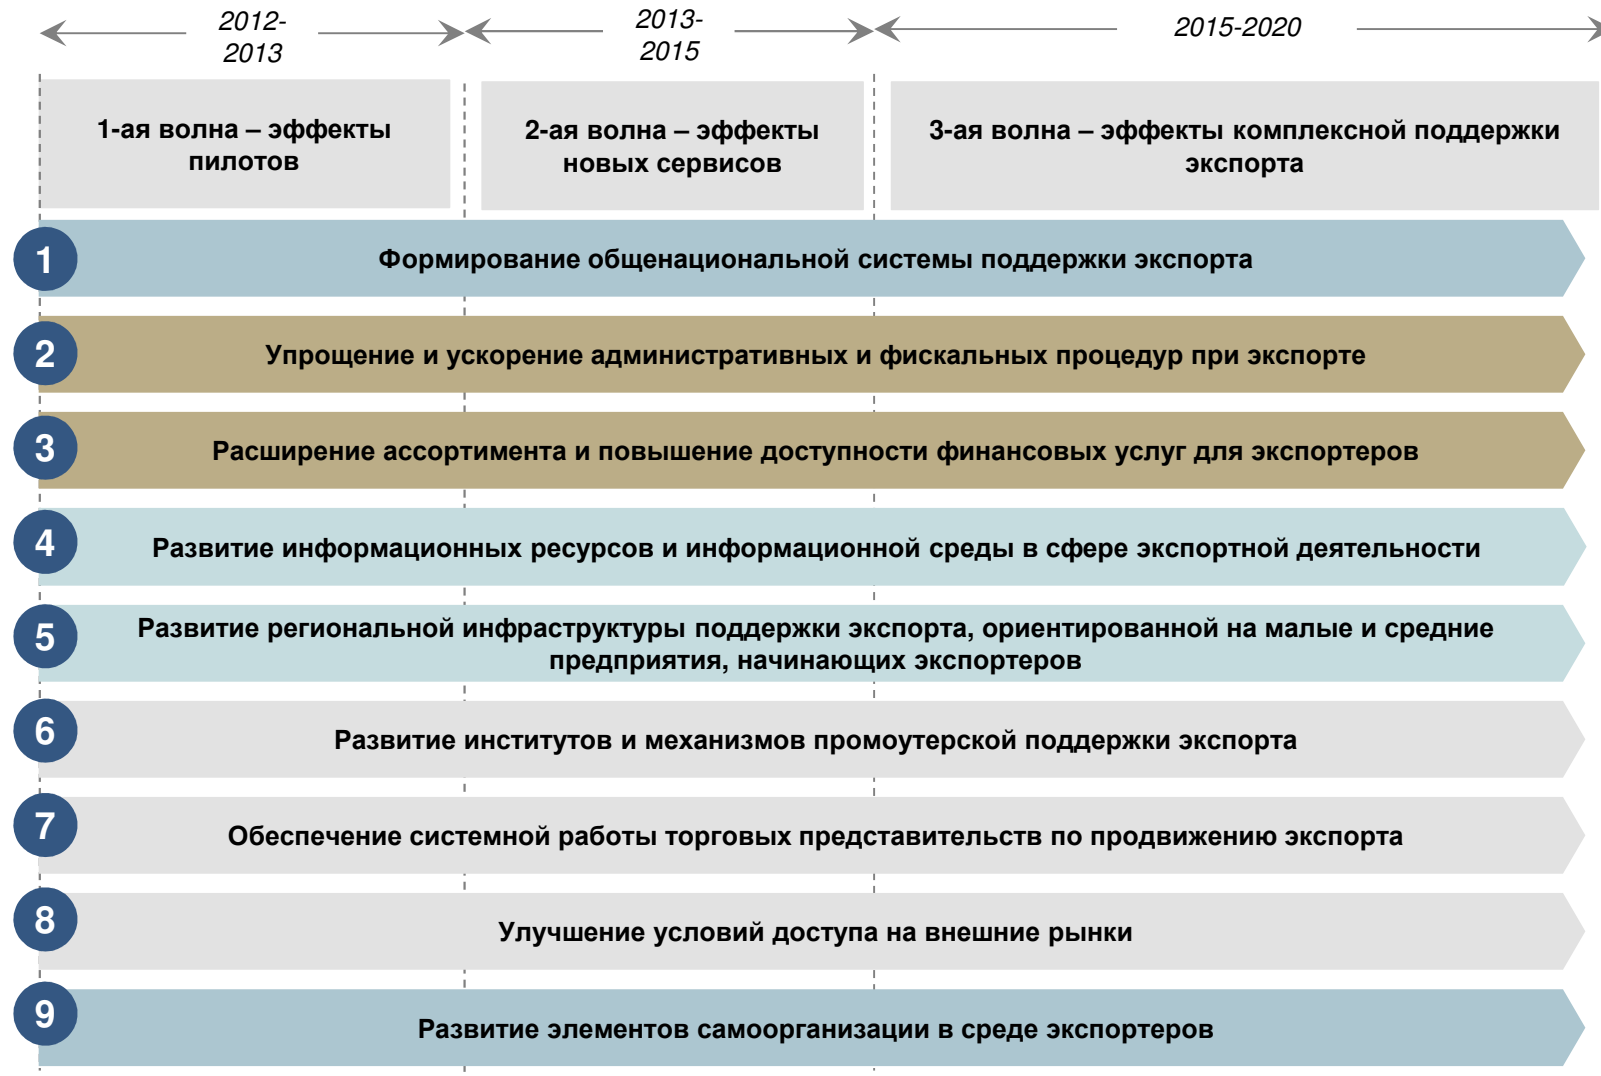 2012-
2013
2013-
2015
2015-2020
1-ая волна – эффекты
пилотов
2-ая волна – эффекты
новых сервисов
3-ая волна – эффекты комплексной поддержки
экспорта
1
Формирование общенациональной системы поддержки экспорта
2
Упрощение и ускорение административных и фискальных процедур при экспорте
3
Расширение ассортимента и повышение доступности финансовых услуг для экспортеров
4
Развитие информационных ресурсов и информационной среды в сфере экспортной деятельности
5
Развитие региональной инфраструктуры поддержки экспорта, ориентированной на малые и средние
предприятия, начинающих экспортеров
6
Развитие институтов и механизмов промоутерской поддержки экспорта
7
Обеспечение системной работы торговых представительств по продвижению экспорта
8
Улучшение условий доступа на внешние рынки
9
Развитие элементов самоорганизации в среде экспортеров